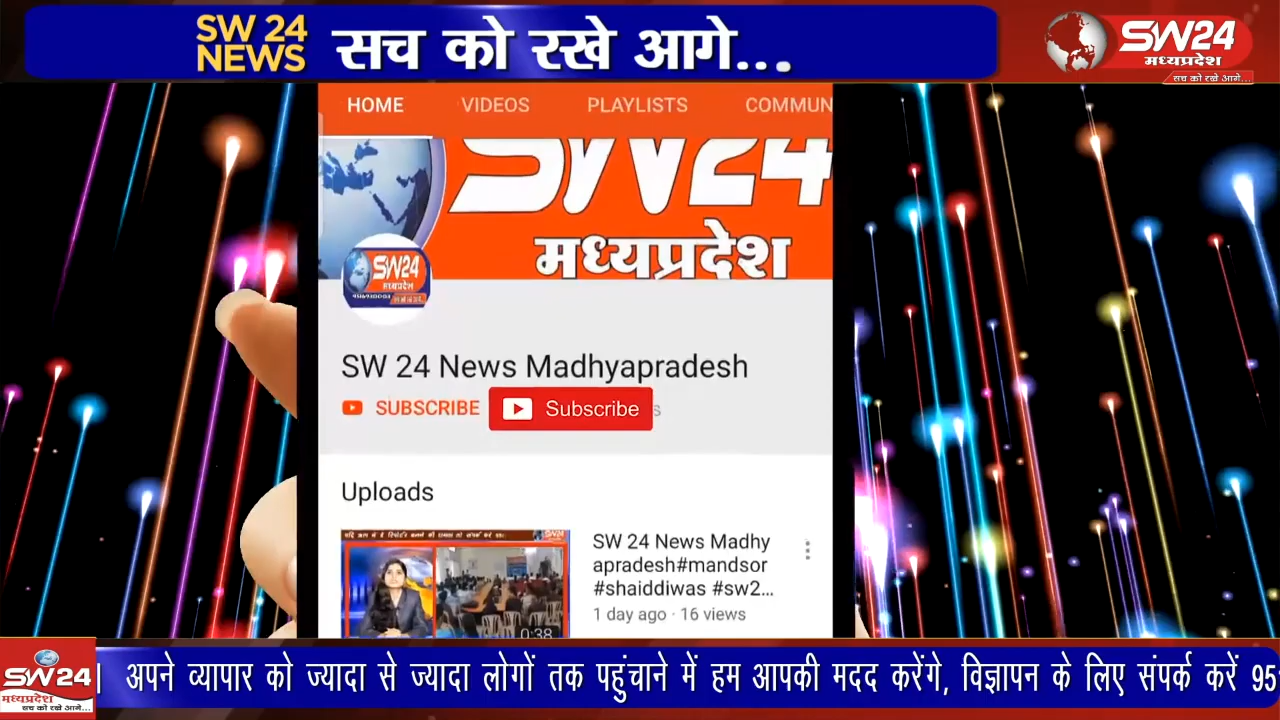 SW 24
NEWS
सच को रखे आगे...
SW24
मध्यप्रदेश
सच को रखे आगे...
HOME VIDEOS PLAYLISTS COMMUN
SW24
मध्यप्रदेश
SW24
मध्यप्रदेश
SW 24 News Madhyapradesh
SUBSCRIBE
Subscribe
s
Uploads
SW 24 News Madhy
apradesh#mandsor
#shaiddiwas #sw2...
1 day ago · 16 views
0:38
SW24
मध्यप्रदेश
सच को रखे आगे...
। अपने व्यापार को ज्यादा से ज्यादा लोगों तक पहुंचाने में हम आपकी मदद करेंगे, विज्ञापन के लिए संपर्क करें 95